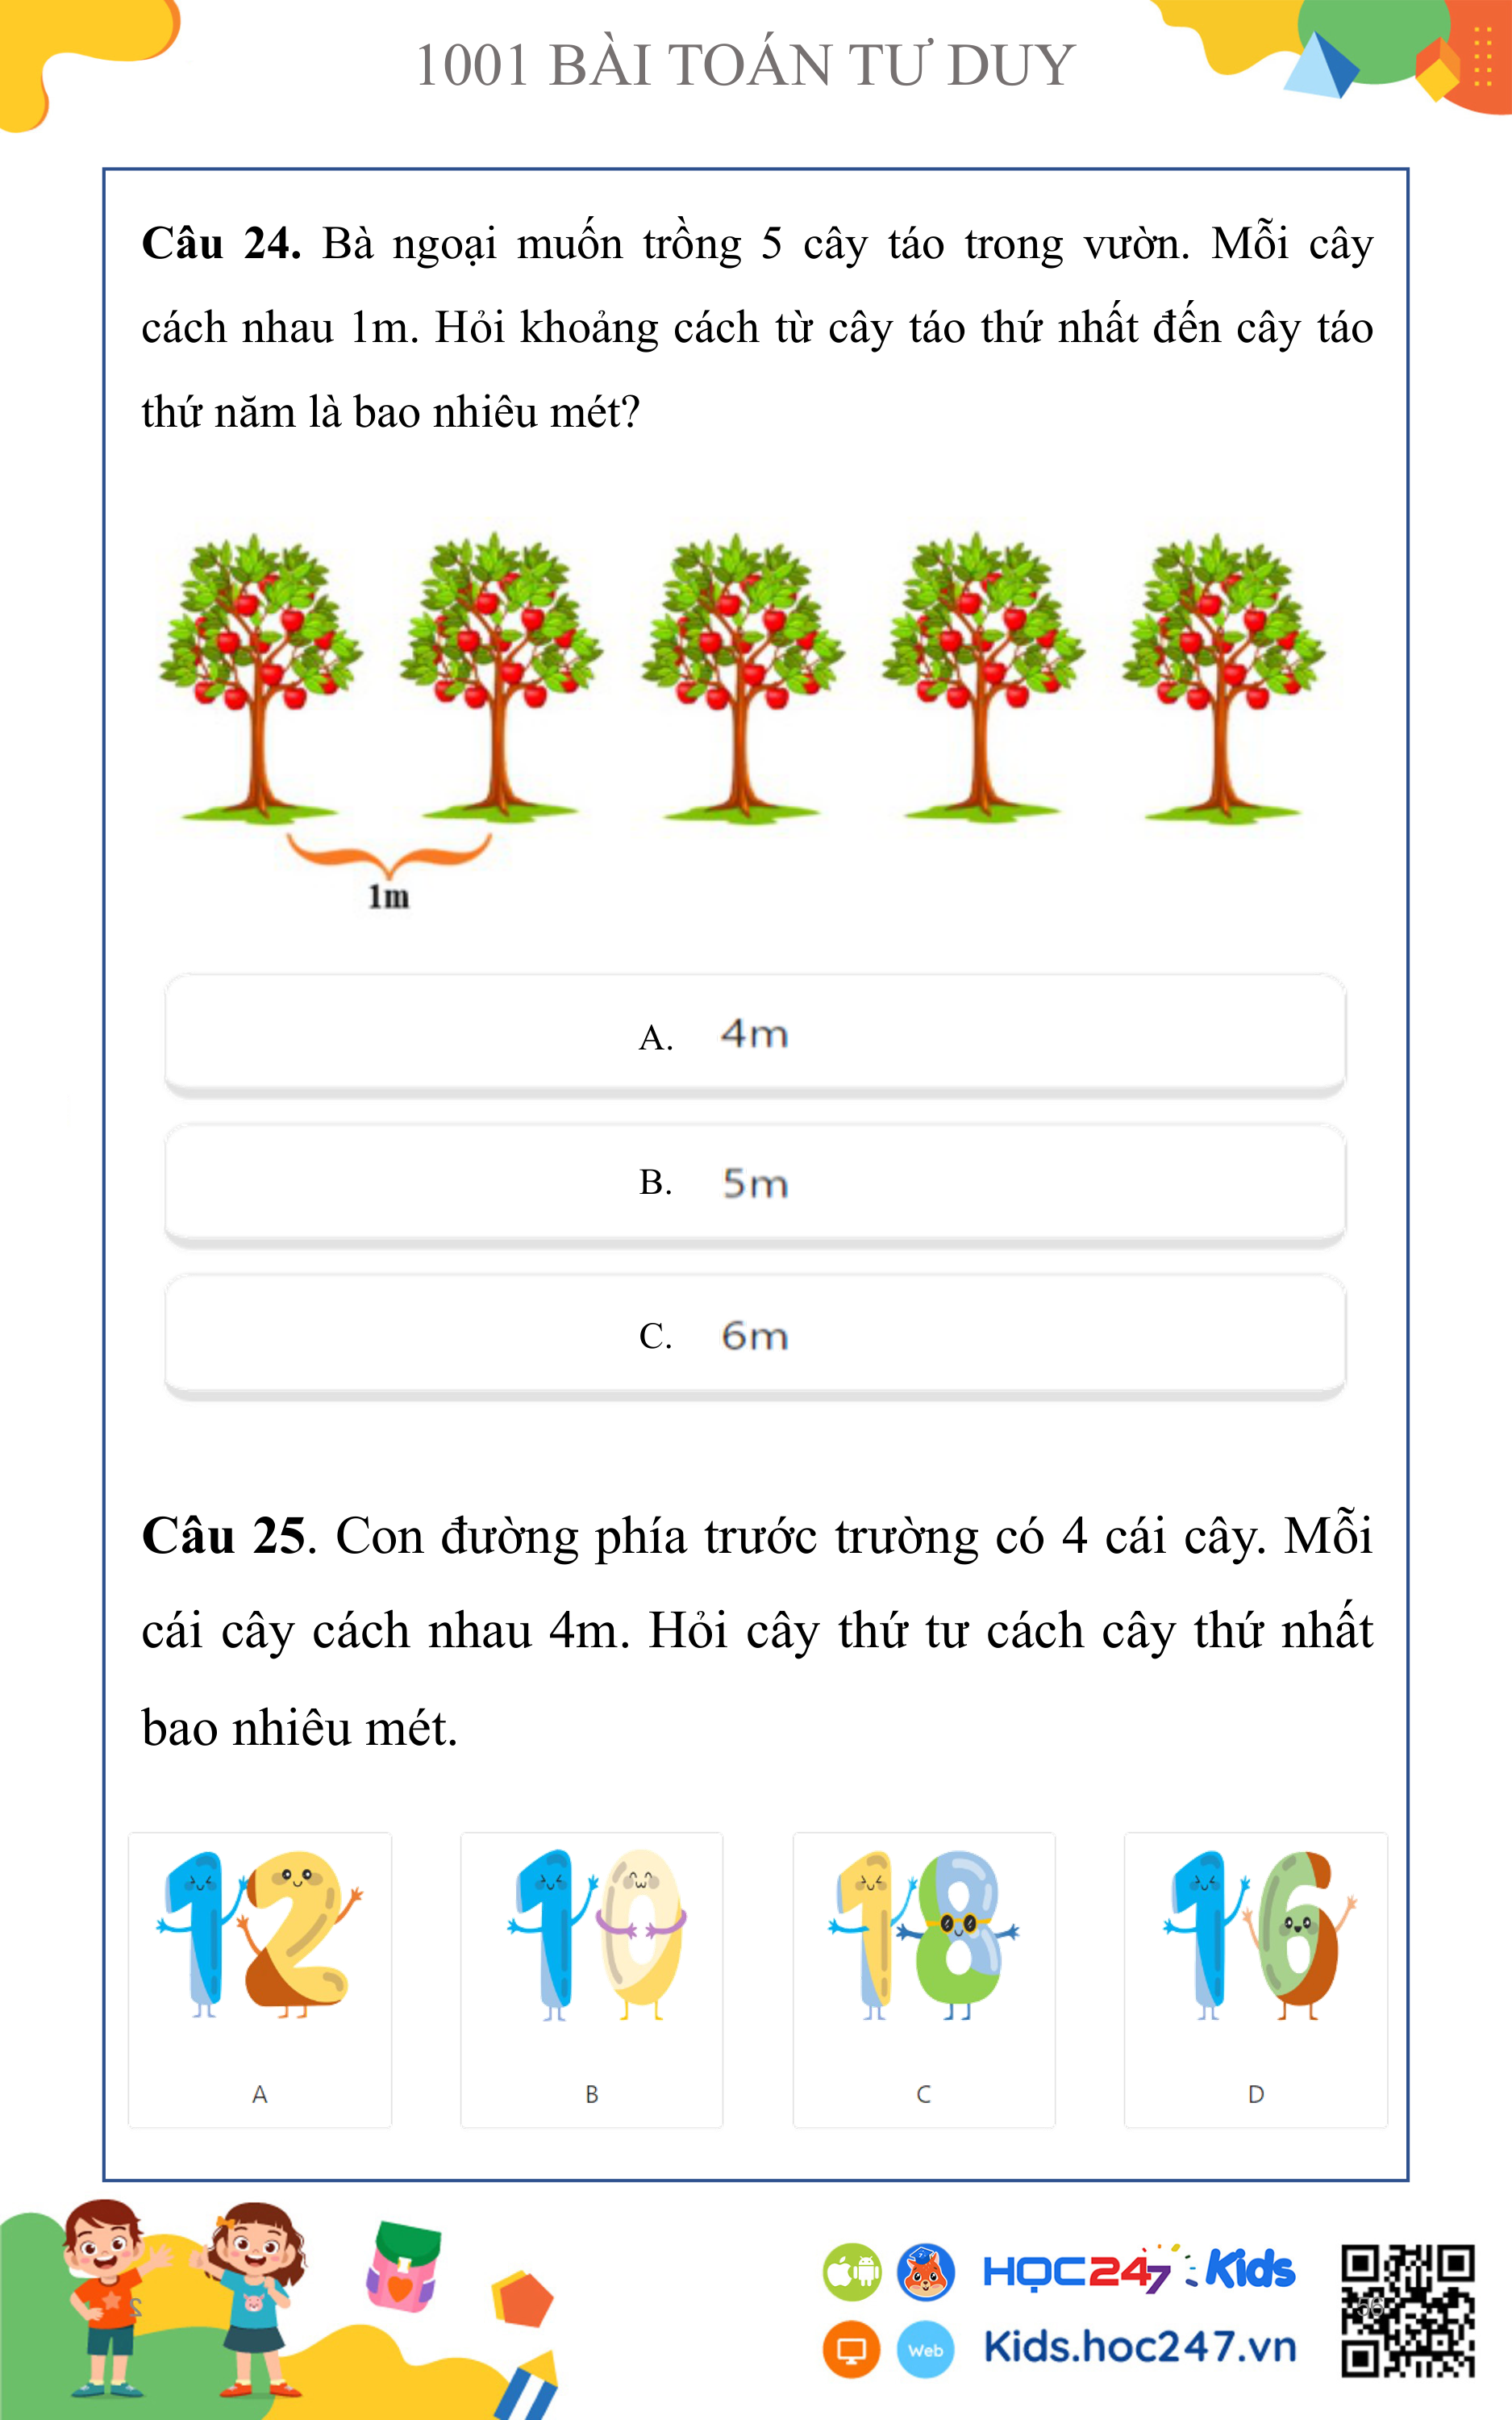 1001 BÀI TOÁN TƯ DUY
Câu 24. Bà ngoại muốn trồng 5 cây táo trong vườn. Mỗi cây
cách nhau 1m. Hỏi khoảng cách từ cây táo thứ nhất đến cây táo
thứ năm là bao nhiêu mét?
1m
A. 4m
B. 5m
C. 6m
Câu 25. Con đường phía trước trường có 4 cái cây. Mỗi
cái cây cách nhau 4m. Hỏi cây thứ tư cách cây thứ nhất
bao nhiêu mét.
12 10 18 16
A B C D
HỌC247 Kids
56
Web Kids.hoc247.vn